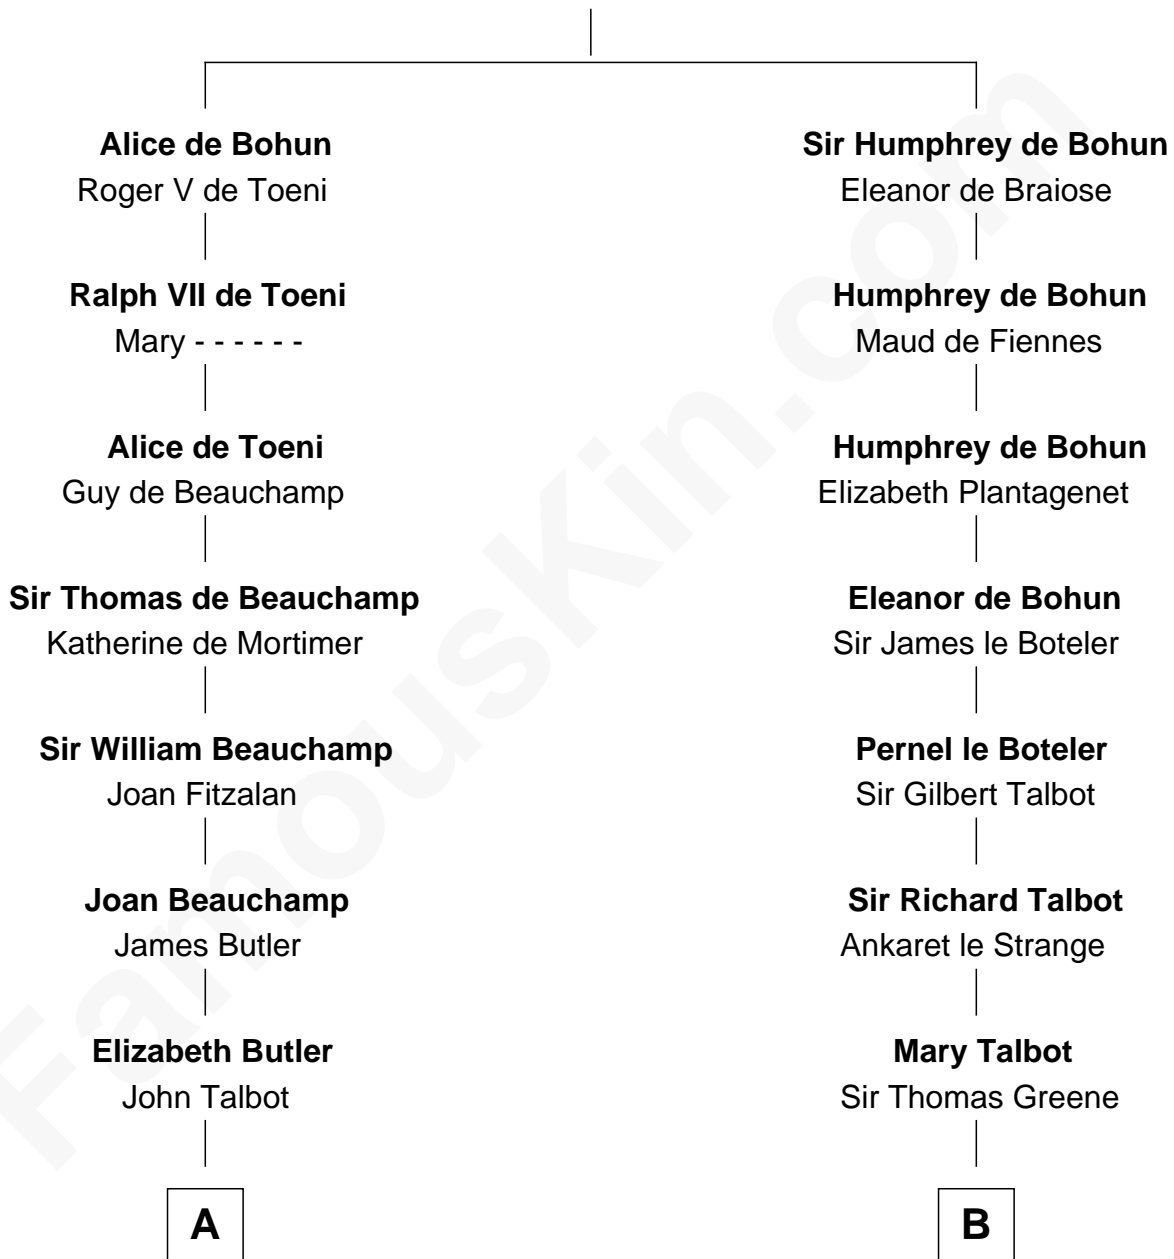 Alice de Bohun
Roger V de Toeni
Ralph VII de Toeni
Mary - - - - - -
Alice de Toeni
Guy de Beauchamp
Sir Thomas de Beauchamp
Katherine de Mortimer
Sir William Beauchamp
Joan Fitzalan
Joan Beauchamp
James Butler
Elizabeth Butler
John Talbot
A
Sir Humphrey de Bohun
Eleanor de Braiose
Humphrey de Bohun
Maud de Fiennes
Humphrey de Bohun
Elizabeth Plantagenet
Eleanor de Bohun
Sir James le Boteler
Pernel le Boteler
Sir Gilbert Talbot
Sir Richard Talbot
Ankaret le Strange
Mary Talbot
Sir Thomas Greene
B
FamousKin.com